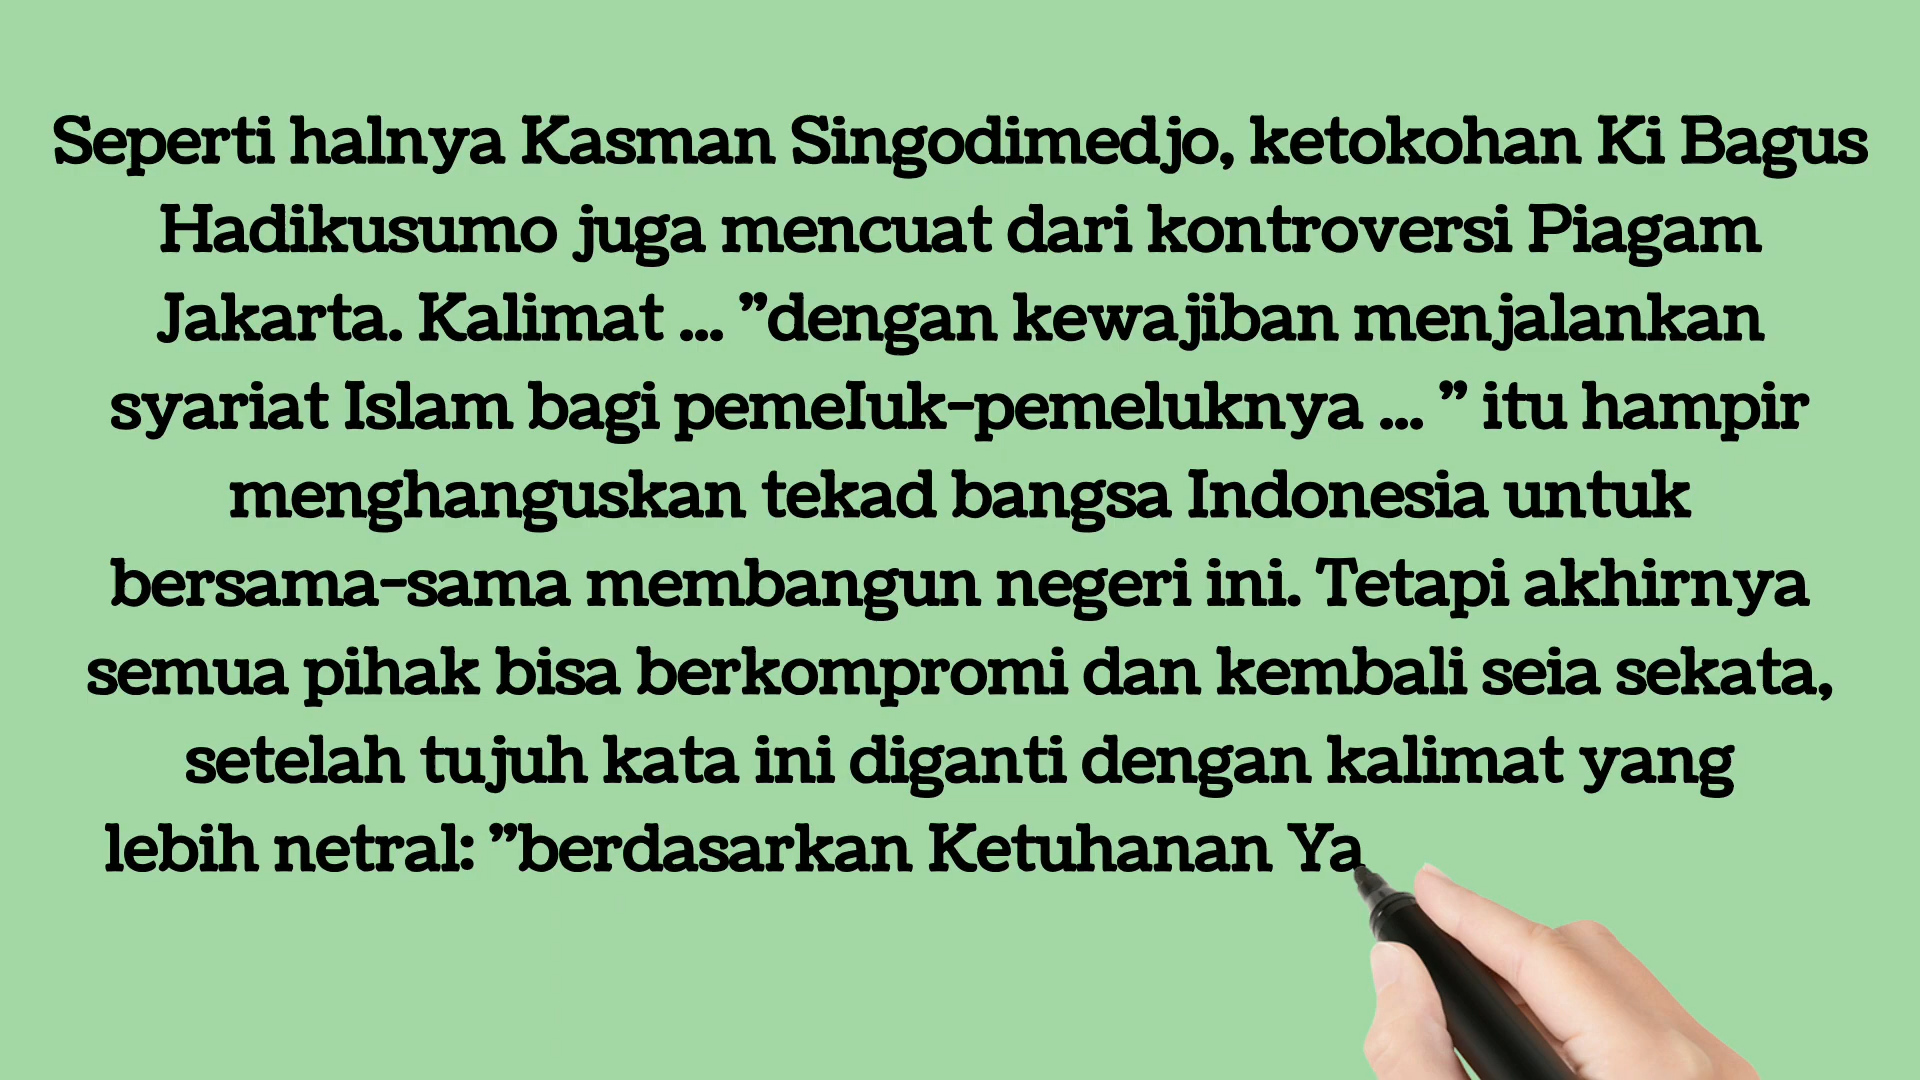 Seperti halnya Kasman Singodimedjo, ketokohan Ki Bagus
Hadikusumo juga mencuat dari kontroversi Piagam
Jakarta. Kalimat ... ”dengan kewajiban menjalankan
syariat Islam bagi pemeIuk-pemeluknya ... ” itu hampir
menghanguskan tekad bangsa Indonesia untuk
bersama-sama membangun negeri ini. Tetapi akhirnya
semua pihak bisa berkompromi dan kembali seia sekata,
setelah tujuh kata ini diganti dengan kalimat yang
lebih netral: ”berdasarkan Ketuhanan Ya